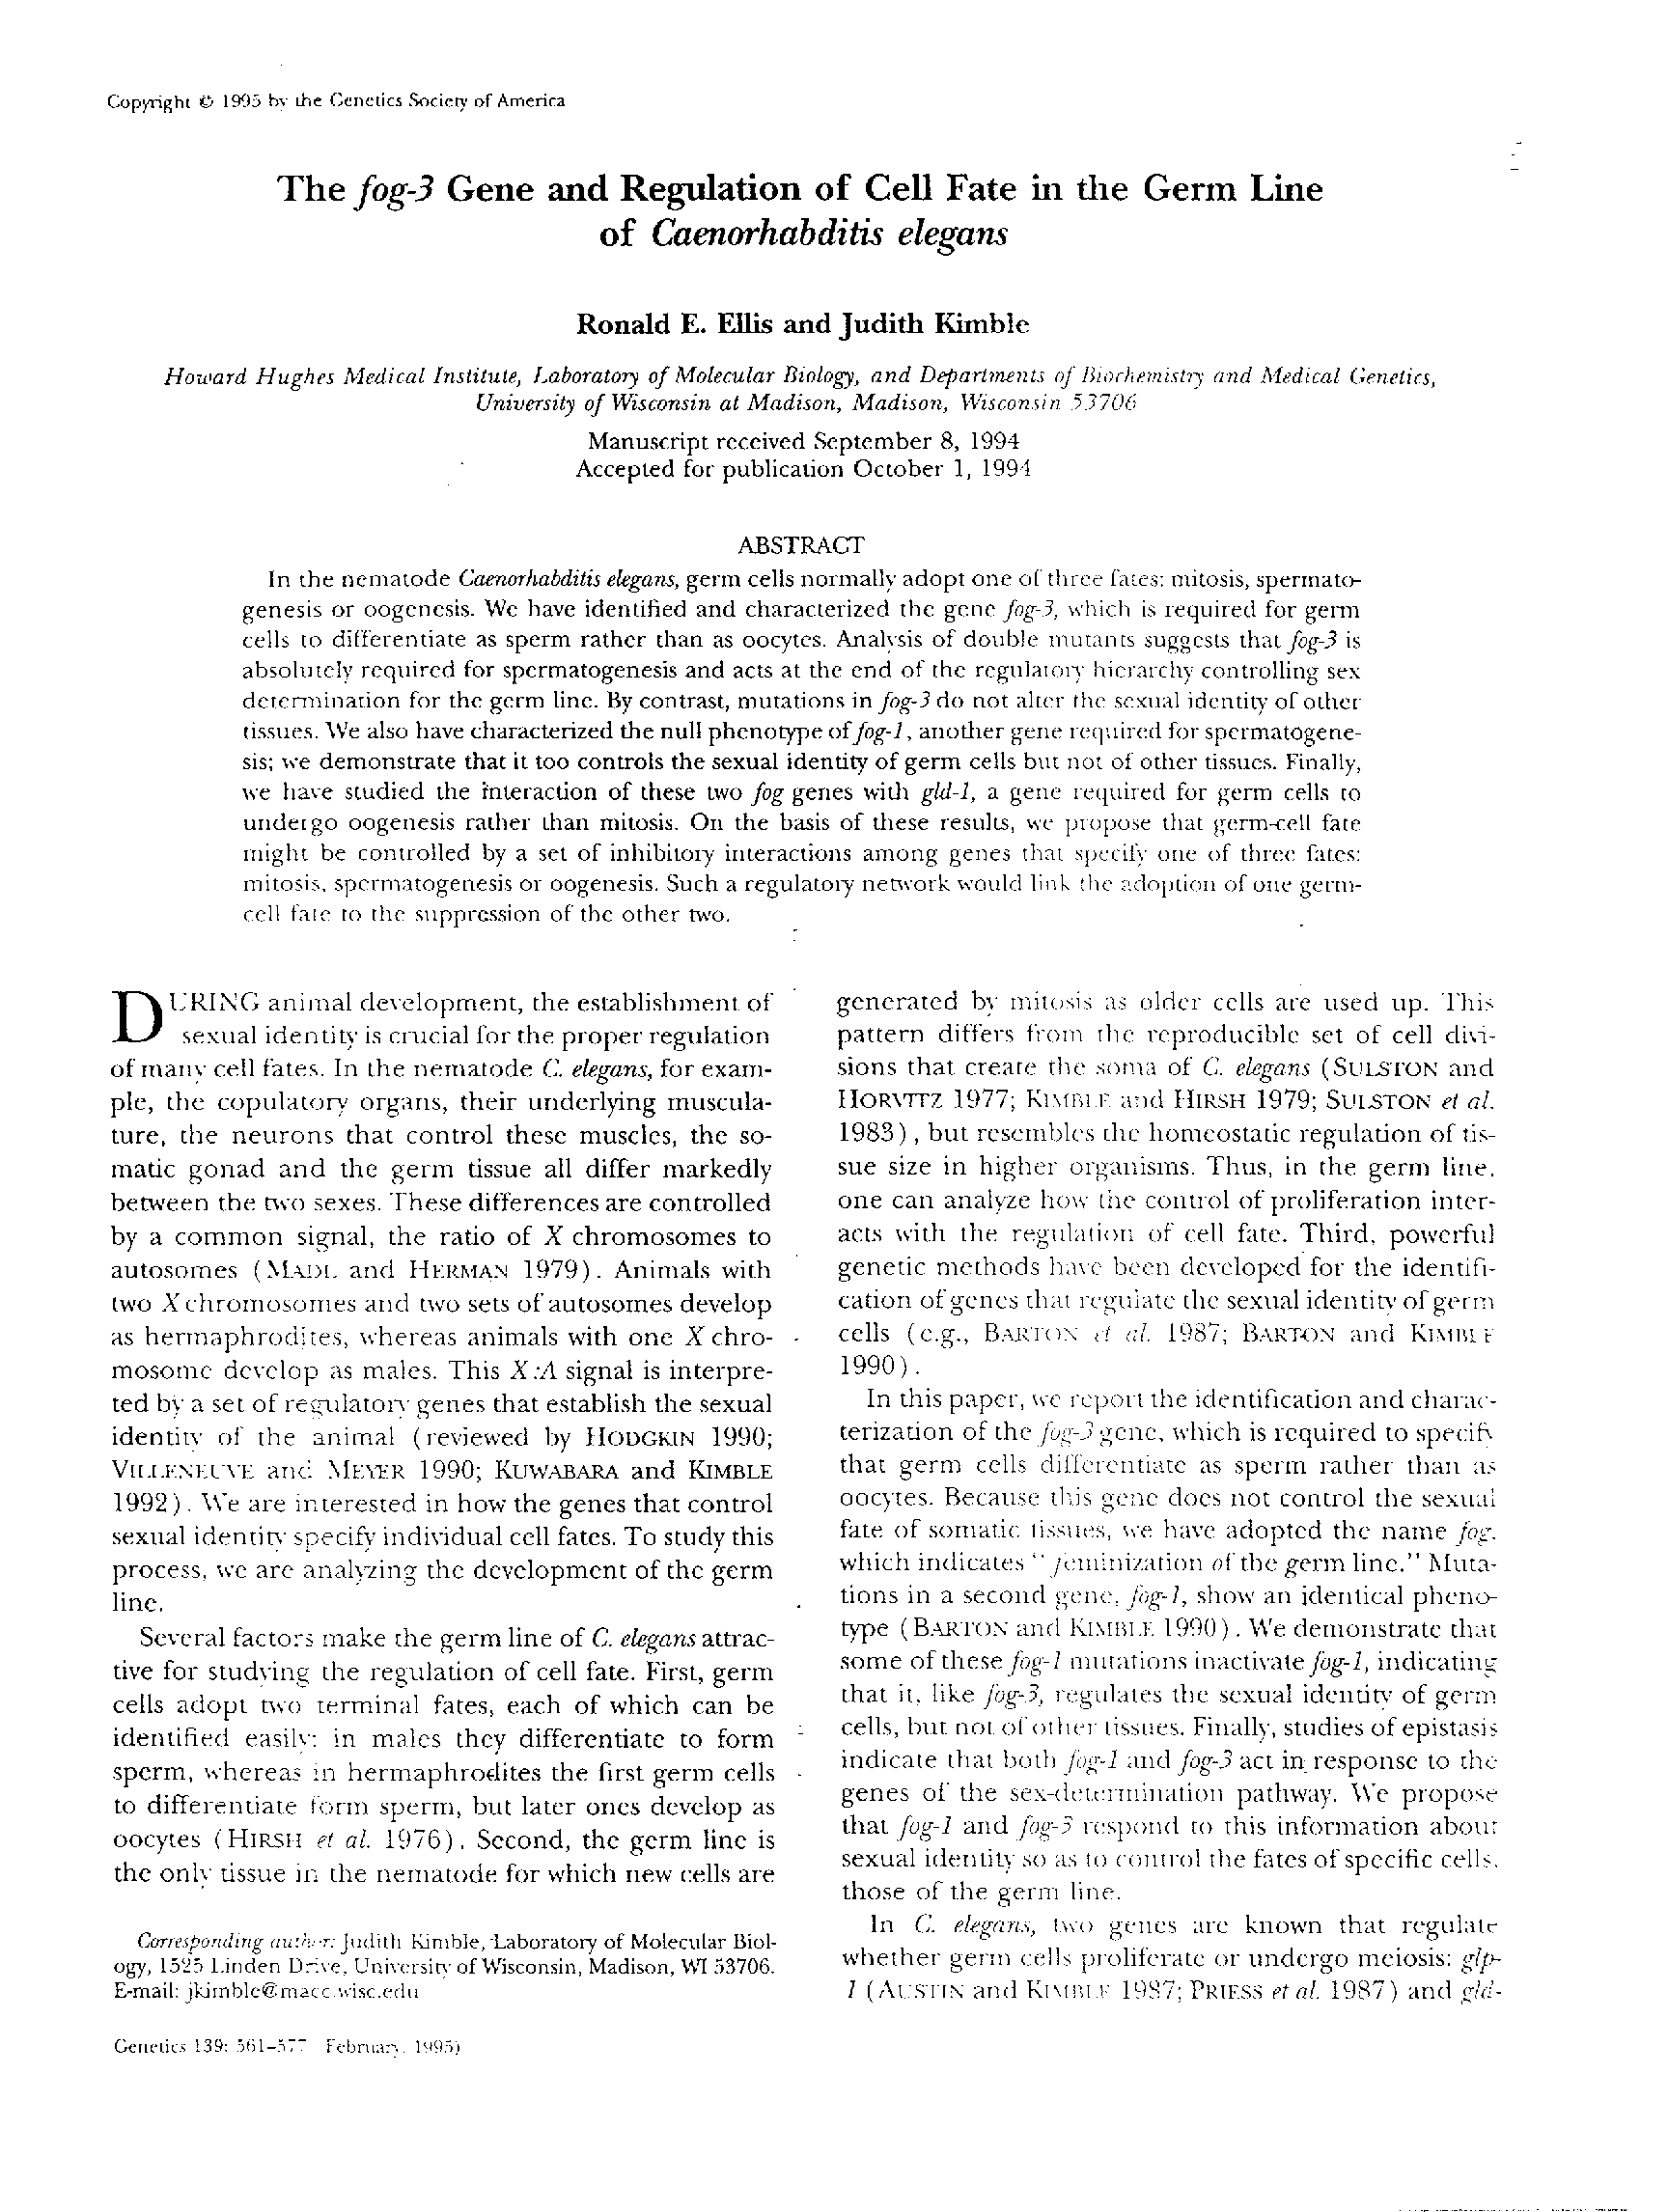 Copyright © 1995 by the Genetics Society of America
The fog-3 Gene and Regulation of Cell Fate in the Germ Line
of Caenorhabditis elegans
Ronald E. Ellis and Judith Kimble
Howard Hughes Medical Institute, Laboratory of Molecular Biology, and Departments of Biochemistry and Medical Genetics,
University of Wisconsin at Madison, Madison, Wisconsin 53706
Manuscript received September 8, 1994
Accepted for publication October 1, 1994
ABSTRACT
In the nematode Caenorhabditis elegans, germ cells normally adopt one of three fates: mitosis, spermato-
genesis or oogenesis. We have identified and characterized the gene fog-3, which is required for germ
cells to differentiate as sperm rather than as oocytes. Analysis of double mutants suggests that fog-3 is
absolutely required for spermatogenesis and acts at the end of the regulatory hierarchy controlling sex
determination for the germ line. By contrast, mutations in fog-3 do not alter the sexual identity of other
tissues. We also have characterized the null phenotype of fog-1, another gene required for spermatogene-
sis; we demonstrate that it too controls the sexual identity of germ cells but not of other tissues. Finally,
we have studied the interaction of these two fog genes with gld-1, a gene required for germ cells to
undergo oogenesis rather than mitosis. On the basis of these results, we propose that germ-cell fate
might be controlled by a set of inhibitory interactions among genes that specify one of three fates:
mitosis, spermatogenesis or oogenesis. Such a regulatory network would link the adoption of one germ-
cell fate to the suppression of the other two.
DURING animal development, the establishment of
sexual identity is crucial for the proper regulation
of many cell fates. In the nematode C. elegans, for exam-
ple, the copulatory organs, their underlying muscula-
ture, the neurons that control these muscles, the so-
matic gonad and the germ tissue all differ markedly
between the two sexes. These differences are controlled
by a common signal, the ratio of X chromosomes to
autosomes (MADL and HERMAN 1979). Animals with
two X chromosomes and two sets of autosomes develop
as hermaphrodites, whereas animals with one X chro-
mosome develop as males. This X:A signal is interpre-
ted by a set of regulatory genes that establish the sexual
identity of the animal (reviewed by HODGKIN 1990;
VILLENEUVE and MEYER 1990; KUWABARA and KIMBLE
1992). We are interested in how the genes that control
sexual identity specify individual cell fates. To study this
process, we are analyzing the development of the germ
line.
Several factors make the germ line of C. elegans attrac-
tive for studying the regulation of cell fate. First, germ
cells adopt two terminal fates, each of which can be
identified easily: in males they differentiate to form
sperm, whereas in hermaphrodites the first germ cells
to differentiate form sperm, but later ones develop as
oocytes (HIRSH et al. 1976). Second, the germ line is
the only tissue in the nematode for which new cells are
Corresponding author: Judith Kimble, Laboratory of Molecular Biol-
ogy, 1525 Linden Drive, University of Wisconsin, Madison, WI 53706.
E-mail: jkimble@macc.wisc.edu
Genetics 139: 561-577 February, 1995)
generated by mitosis as older cells are used up. This
pattern differs from the reproducible set of cell divi-
sions that create the soma of C. elegans (SULSTON and
HORVITZ 1977; KIMBLE and HIRSH 1979; SULSTON et al.
1983), but resembles the homeostatic regulation of tis-
sue size in higher organisms. Thus, in the germ line,
one can analyze how the control of proliferation inter-
acts with the regulation of cell fate. Third, powerful
genetic methods have been developed for the identifi-
cation of genes that regulate the sexual identity of germ
cells (e.g., BARTON et al. 1987; BARTON and KIMBLE
1990).
In this paper, we report the identification and charac-
terization of the fog-3 gene, which is required to specify
that germ cells differentiate as sperm rather than as
oocytes. Because this gene does not control the sexual
fate of somatic tissues, we have adopted the name fog,
which indicates "feminization of the germ line." Muta-
tions in a second gene, fog-1, show an identical pheno-
type (BARTON and KIMBLE 1990). We demonstrate that
some of these fog-1 mutations inactivate fog-1, indicating
that it, like fog-3, regulates the sexual identity of germ
cells, but not of other tissues. Finally, studies of epistasis
indicate that both fog-1 and fog-3 act in response to the
genes of the sex-determination pathway. We propose
that fog-1 and fog-3 respond to this information about
sexual identity so as to control the fates of specific cells,
those of the germ line.
In C. elegans, two genes are known that regulate
whether germ cells proliferate or undergo meiosis: glp-
1 (AUSTIN and KIMBLE 1987; PRIESS et al. 1987) and gld-